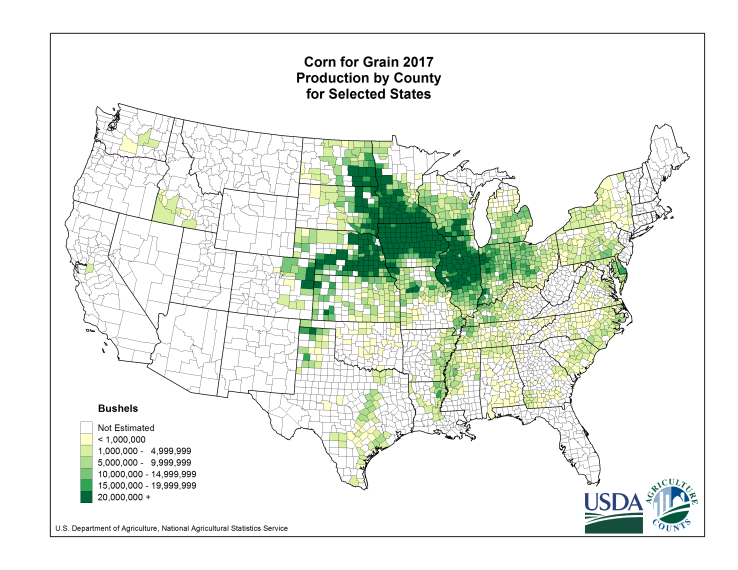 Corn for Grain 2017
Production by County
for Selected States
Bushels
Not Estimated
< 1,000,000
1,000,000 - 4,999,999
5,000,000 - 9,999,999
10,000,000 - 14,999,999
15,000,000 - 19,999,999
20,000,000 +
U.S. Department of Agriculture, National Agricultural Statistics Service
USDA
AGRICULTURE
COUNTS